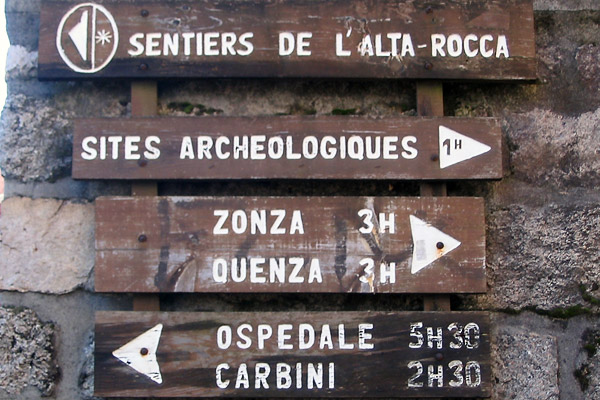 SENTIERS DE L'ALTA-ROCCA
SITES ARCHEOLOGIQUES 1H
ZONZA 3H
QUENZA 3H
OSPEDALE 5H30
CARBINI 2H30